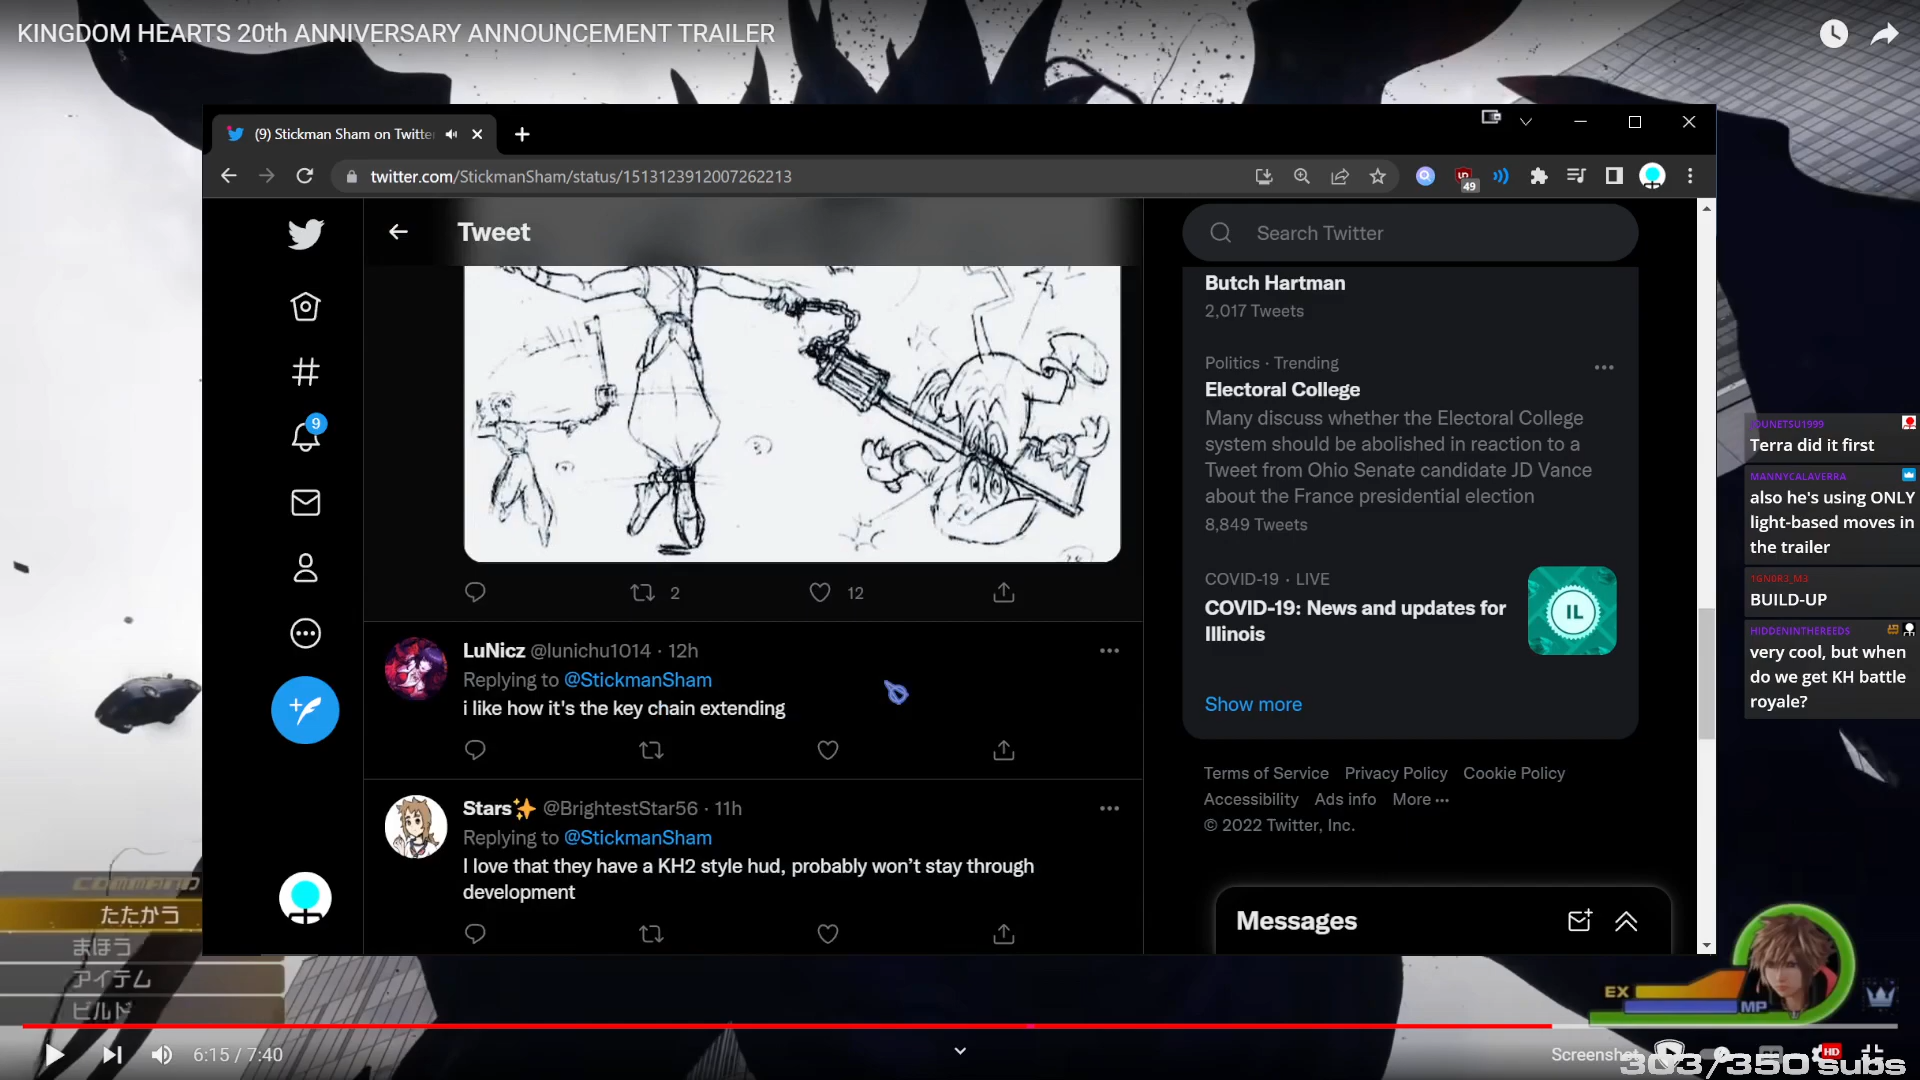 KINGDOM HEARTS 20th ANNIVERSARY ANNOUNCEMENT TRAILER
(9) Stickman Sham on Twitte
twitter.com/StickmanSham/status/1513123912007262213
49
Tweet
Search Twitter
Butch Hartman
2,017 Tweets
Politics · Trending
Electoral College
Many discuss whether the Electoral College
system should be abolished in reaction to a
Tweet from Ohio Senate candidate JD Vance
about the France presidential election
8,849 Tweets
COVID-19 · LIVE
COVID-19: News and updates for
Illinois
IL
Show more
Terms of Service Privacy Policy Cookie Policy
Accessibility Ads info More ···
© 2022 Twitter, Inc.
Messages
9
2
12
LuNicz @lunichu1014 · 12h
Replying to @StickmanSham
i like how it's the key chain extending
Stars✨ @BrightestStar56 · 11h
Replying to @StickmanSham
I love that they have a KH2 style hud, probably won't stay through
development
Terra did it first
MANNYCALAVERRA
also he's using ONLY
light-based moves in
the trailer
1GN0R3_M3
BUILD-UP
HIDDENINTHEREEDS
very cool, but when
do we get KH battle
royale?
COMMAND
たたかう
まほう
アイテム
ビルド
EX
MP
6:15 / 7:40
Screenshot
HD
303/350 subs